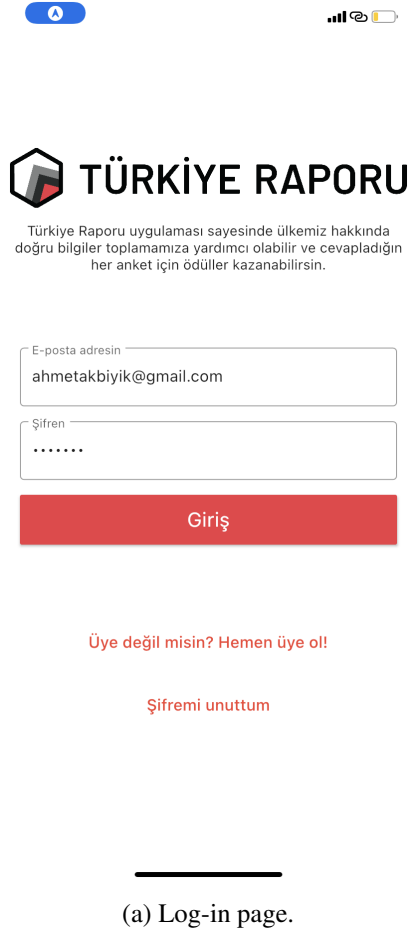 TÜRKİYE RAPORU
Türkiye Raporu uygulaması sayesinde ülkemiz hakkında
doğru bilgiler toplamamıza yardımcı olabilir ve cevapladığın
her anket için ödüller kazanabilirsin.
E-posta adresin
ahmetakbiyik@gmail.com
Şifren
·······
Giriş
Üye değil misin? Hemen üye ol!
Şifremi unuttum
(a) Log-in page.